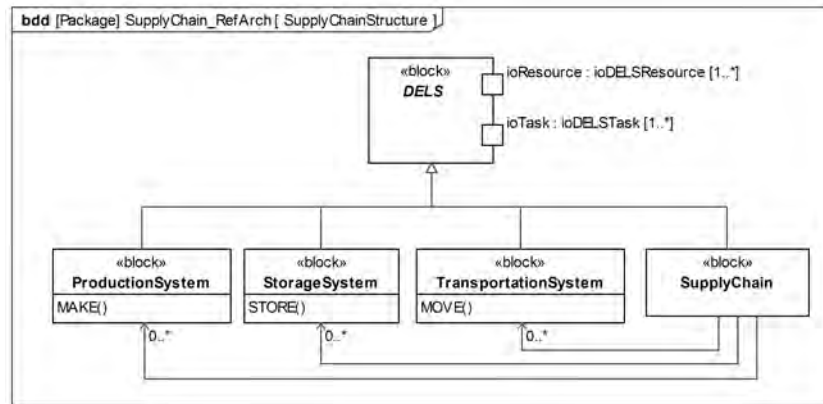 bdd [Package] SupplyChain_RefArch [ SupplyChainStructure ]
«block»
DELS
ioResource : ioDELSResource [1..*]
ioTask : ioDELSTask [1..*]
«block»
ProductionSystem
MAKE()
«block»
StorageSystem
STORE()
«block»
TransportationSystem
MOVE()
«block»
SupplyChain
0..*
0..*
0..*